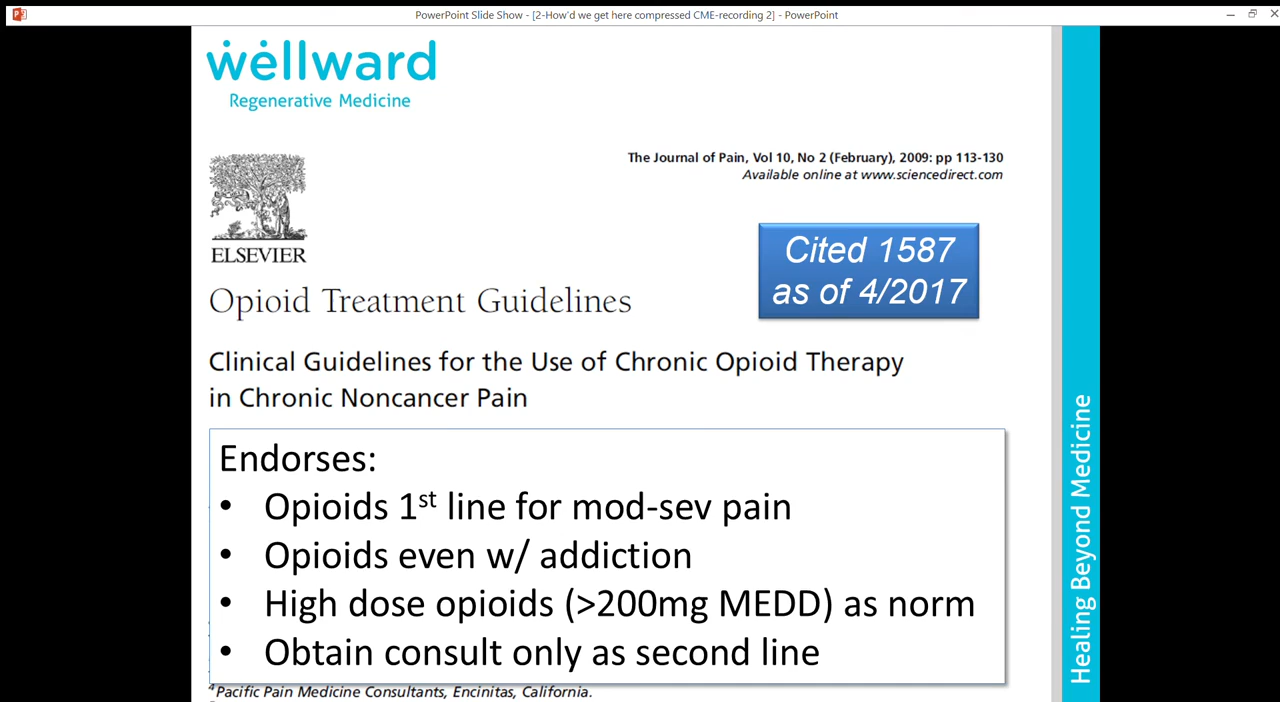 PowerPoint Slide Show - [2-How'd we get here compressed CME-recording 2] - PowerPoint
wellward
Regenerative Medicine
The Journal of Pain, Vol 10, No 2 (February), 2009: pp 113-130
Available online at www.sciencedirect.com
ELSEVIER
Cited 1587
as of 4/2017
Opioid Treatment Guidelines
Clinical Guidelines for the Use of Chronic Opioid Therapy
in Chronic Noncancer Pain
Endorses:
• Opioids 1st line for mod-sev pain
• Opioids even w/ addiction
• High dose opioids (>200mg MEDD) as norm
• Obtain consult only as second line
4Pacific Pain Medicine Consultants, Encinitas, California.
Healing Beyond Medicine